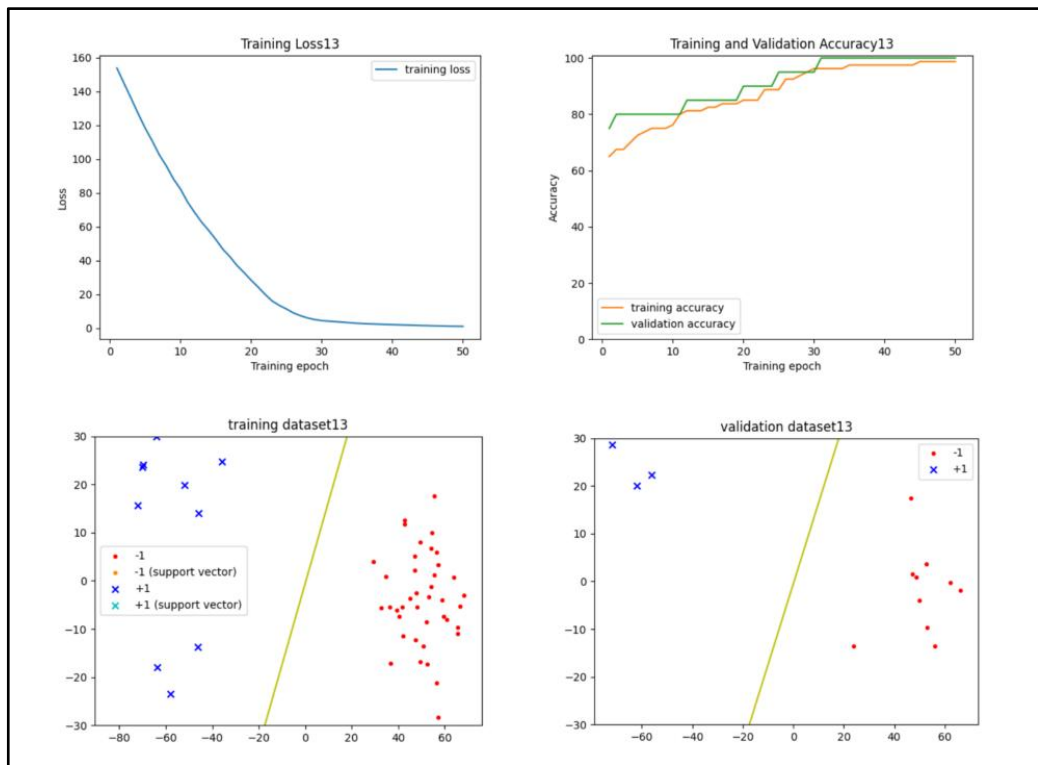 Training Loss13
160
140
120
100
80
60
40
20
0
Loss
training loss
0 10 20 30 40 50
Training epoch
Training and Validation Accuracy13
100
80
60
40
20
0
Accuracy
training accuracy
validation accuracy
0 10 20 30 40 50
Training epoch
training dataset13
30
20
10
0
−10
−20
−30
-1
-1 (support vector)
+1
+1 (support vector)
−80 −60 −40 −20 0 20 40 60
validation dataset13
30
20
10
0
−10
−20
−30
-1
+1
−60 −40 −20 0 20 40 60